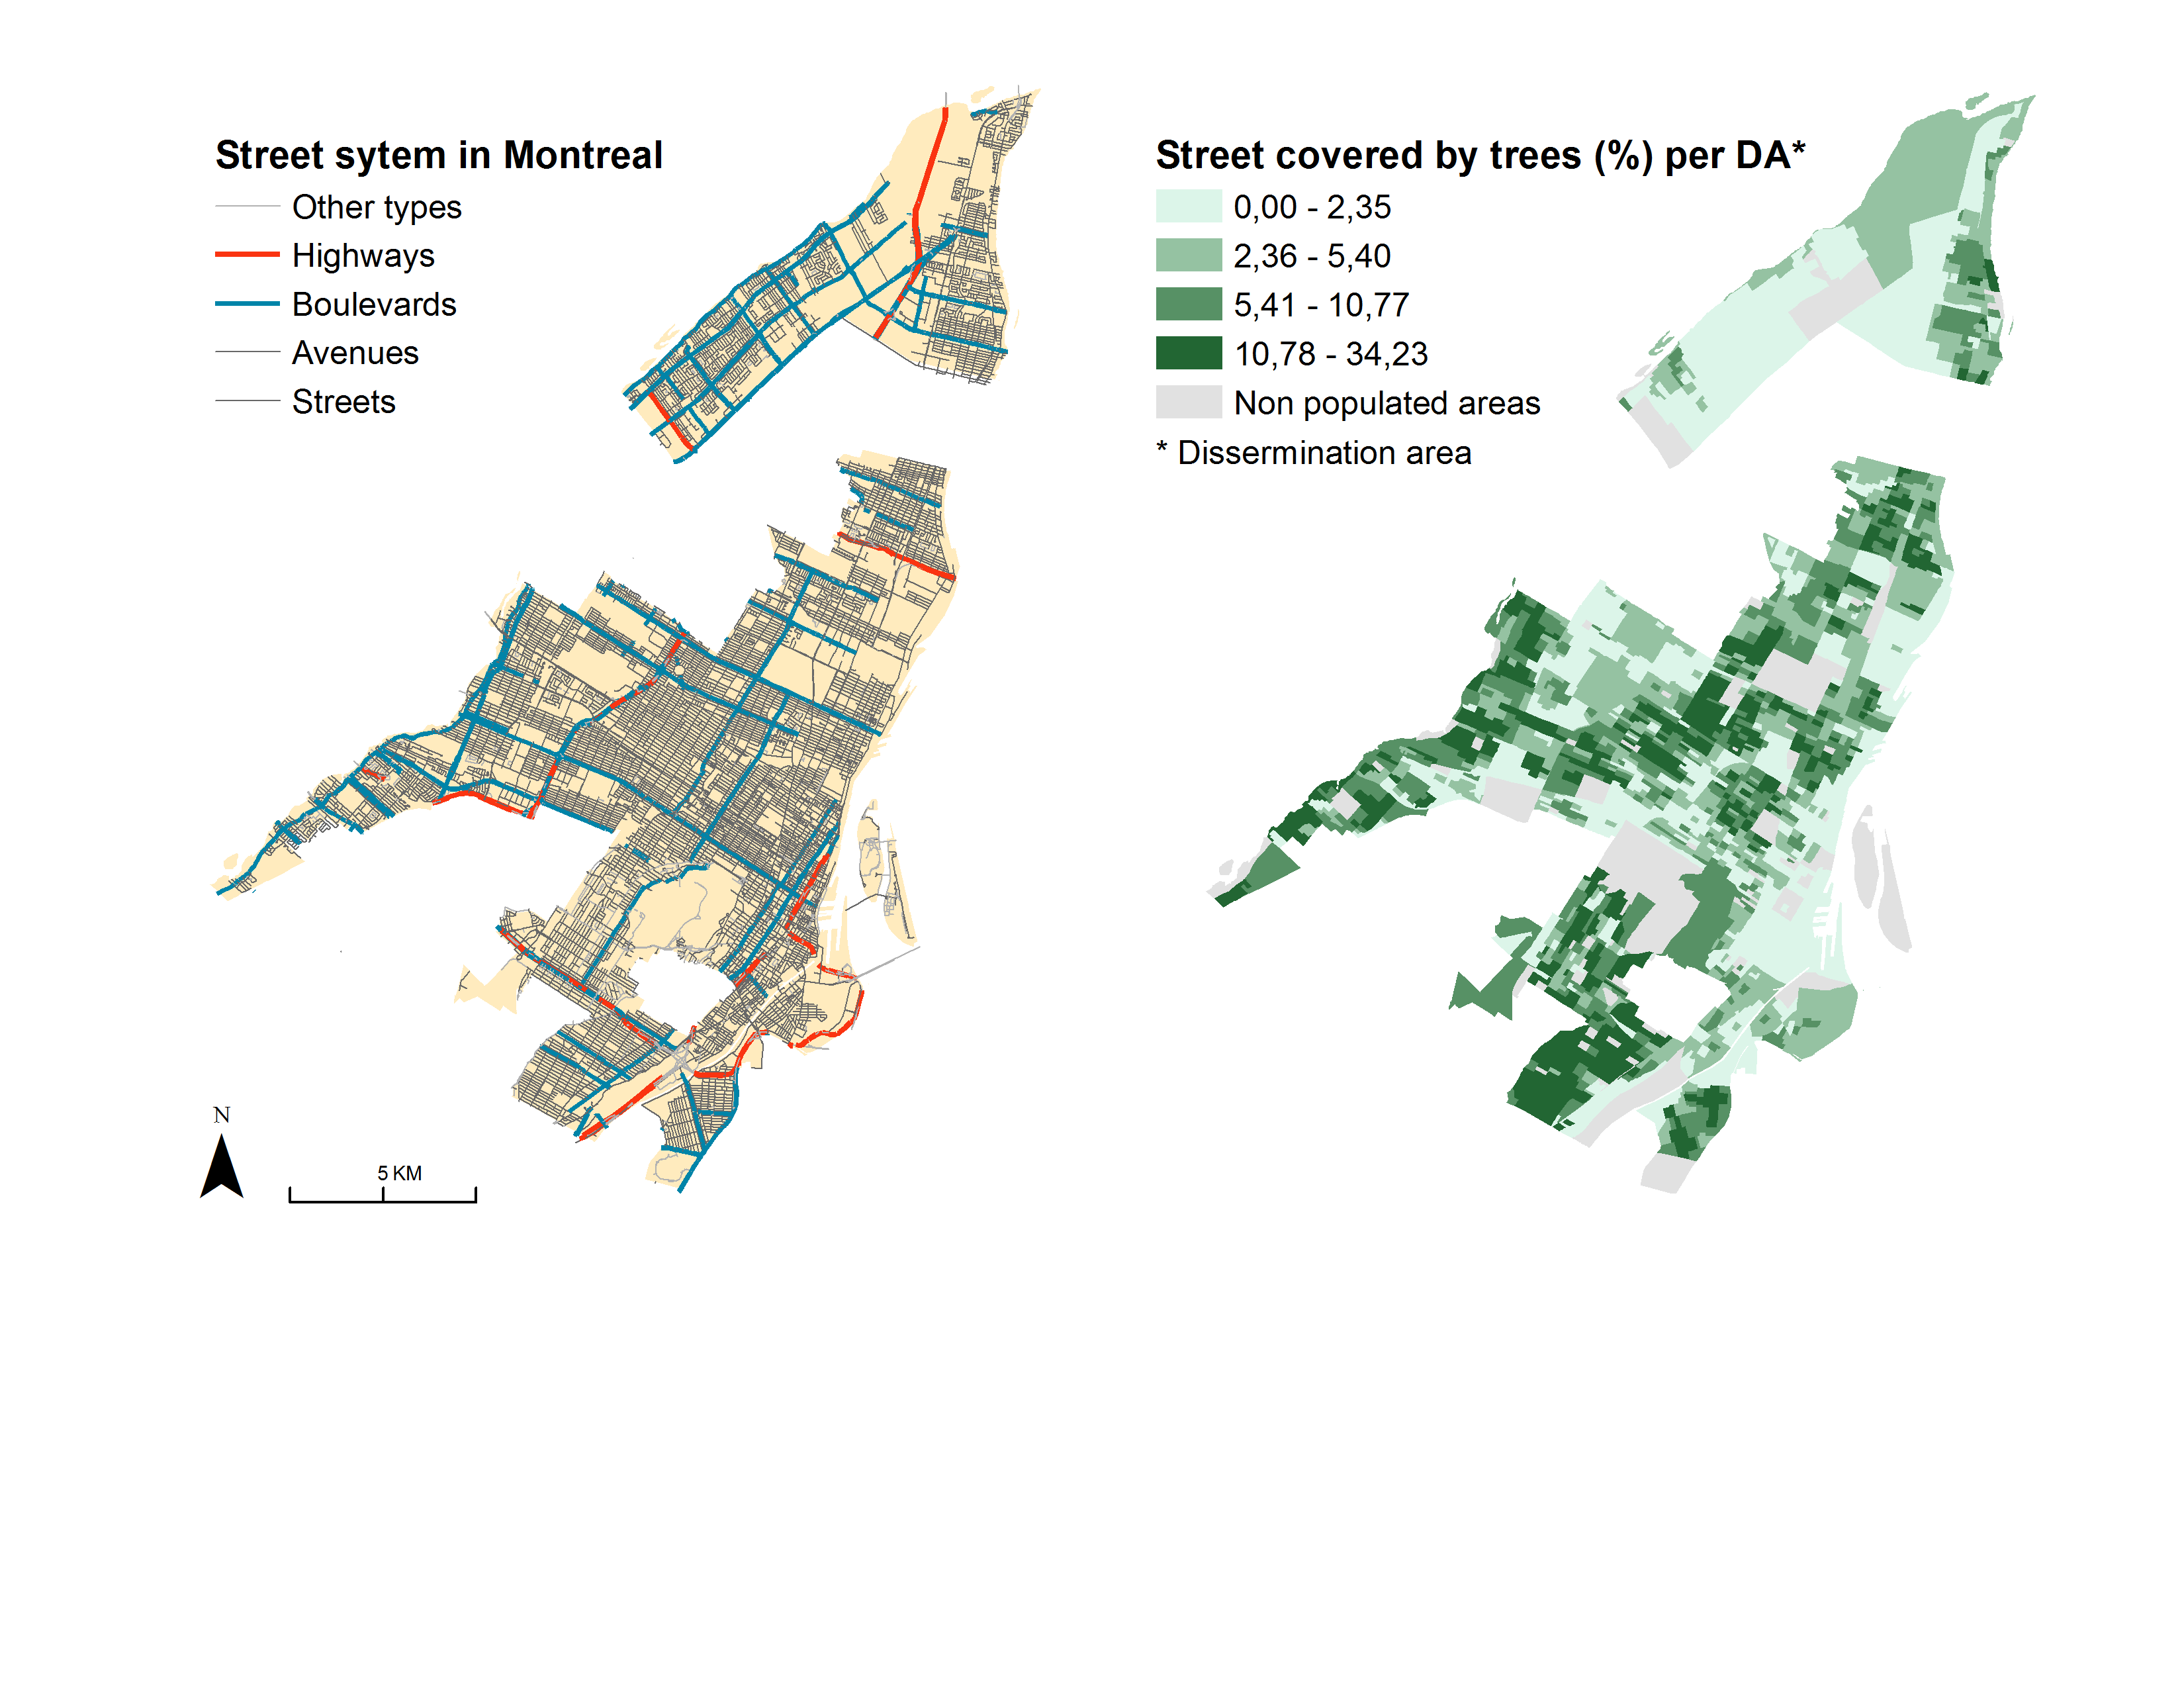 Street sytem in Montreal
Other types
Highways
Boulevards
Avenues
Streets
Street covered by trees (%) per DA*
0,00 - 2,35
2,36 - 5,40
5,41 - 10,77
10,78 - 34,23
Non populated areas
* Dissermination area
N
5 KM